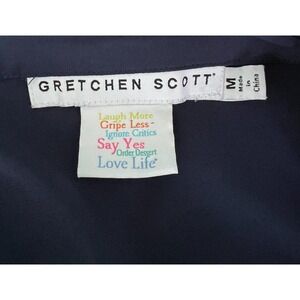 GRETCHEN SCOTT®
M
Made
in
China
Laugh More
Gripe Less -
Ignore Critics
Say Yes
Order Dessert
Love Life®